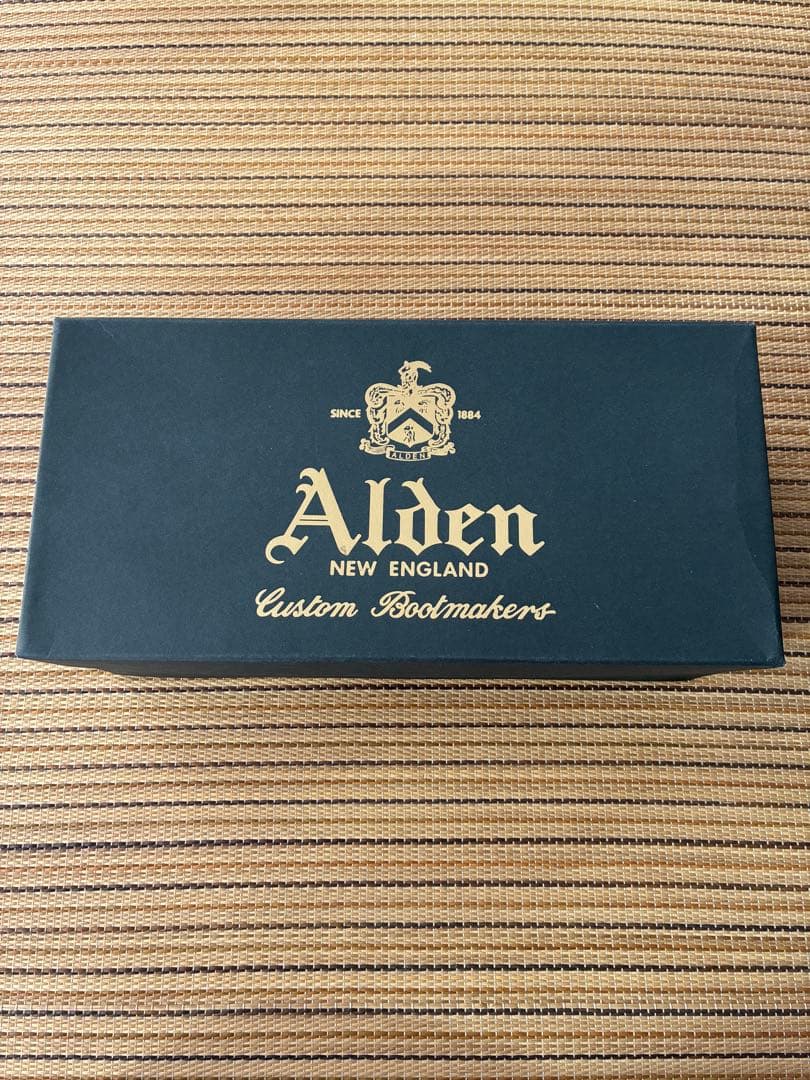 SINCE 1884
ALDEN
Alden
NEW ENGLAND
Custom Bootmakers